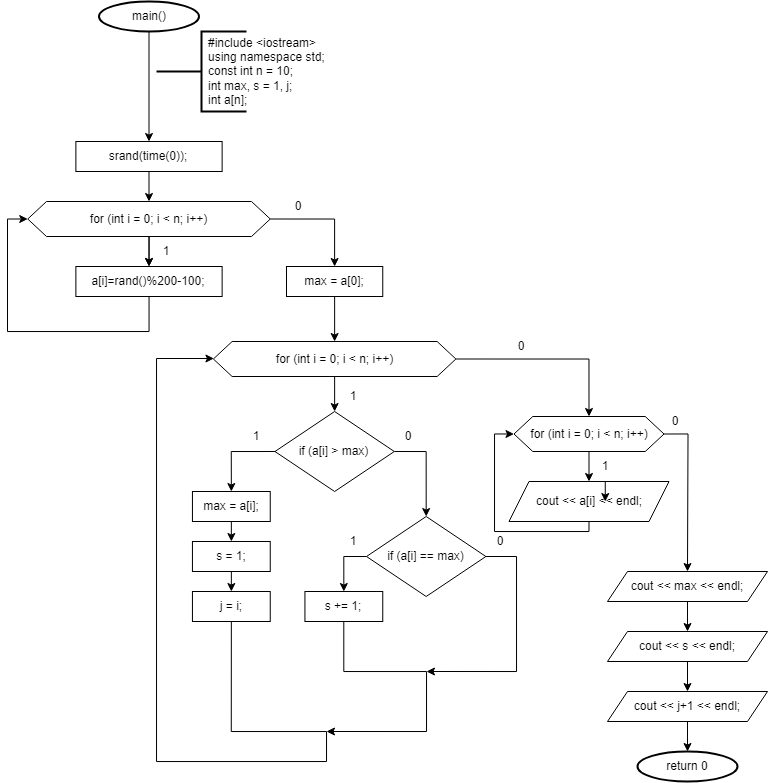 main()
#include <iostream>
using namespace std;
const int n = 10;
int max, s = 1, j;
int a[n];
srand(time(0));
for (int i = 0; i < n; i++)
0
1
a[i]=rand()%200-100;
max = a[0];
for (int i = 0; i < n; i++)
0
1
if (a[i] > max)
1
0
for (int i = 0; i < n; i++)
0
1
cout << a[i] << endl;
max = a[i];
s = 1;
j = i;
if (a[i] == max)
1
0
s += 1;
cout << max << endl;
cout << s << endl;
cout << j+1 << endl;
return 0